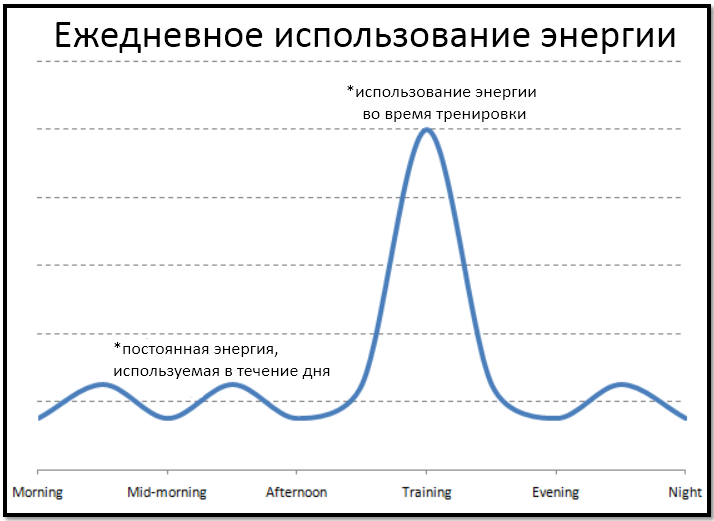 Ежедневное использование энергии
*использование энергии
во время тренировки
*постоянная энергия,
используемая в течение дня
Morning Mid-morning Afternoon Training Evening Night